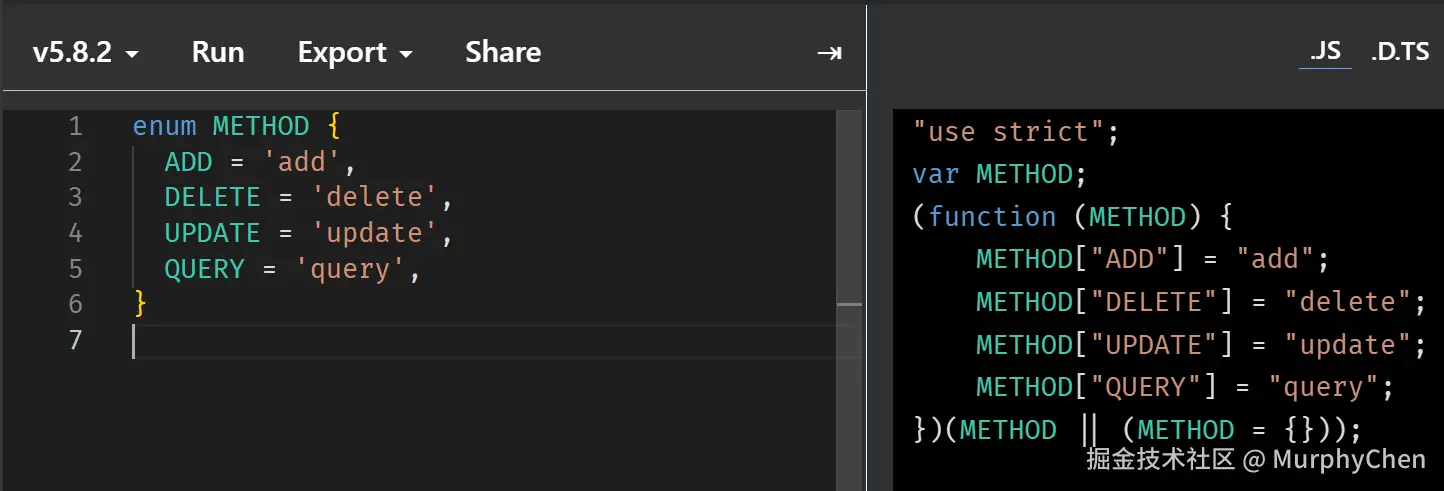 v5.8.2 Run Export Share
.JS .D.TS
1 enum METHOD {
2   ADD = 'add',
3   DELETE = 'delete',
4   UPDATE = 'update',
5   QUERY = 'query',
6 }
7
"use strict";
var METHOD;
(function (METHOD) {
    METHOD["ADD"] = "add";
    METHOD["DELETE"] = "delete";
    METHOD["UPDATE"] = "update";
    METHOD["QUERY"] = "query";
})(METHOD || (METHOD = {}));
掘金技术社区 @ MurphyChen